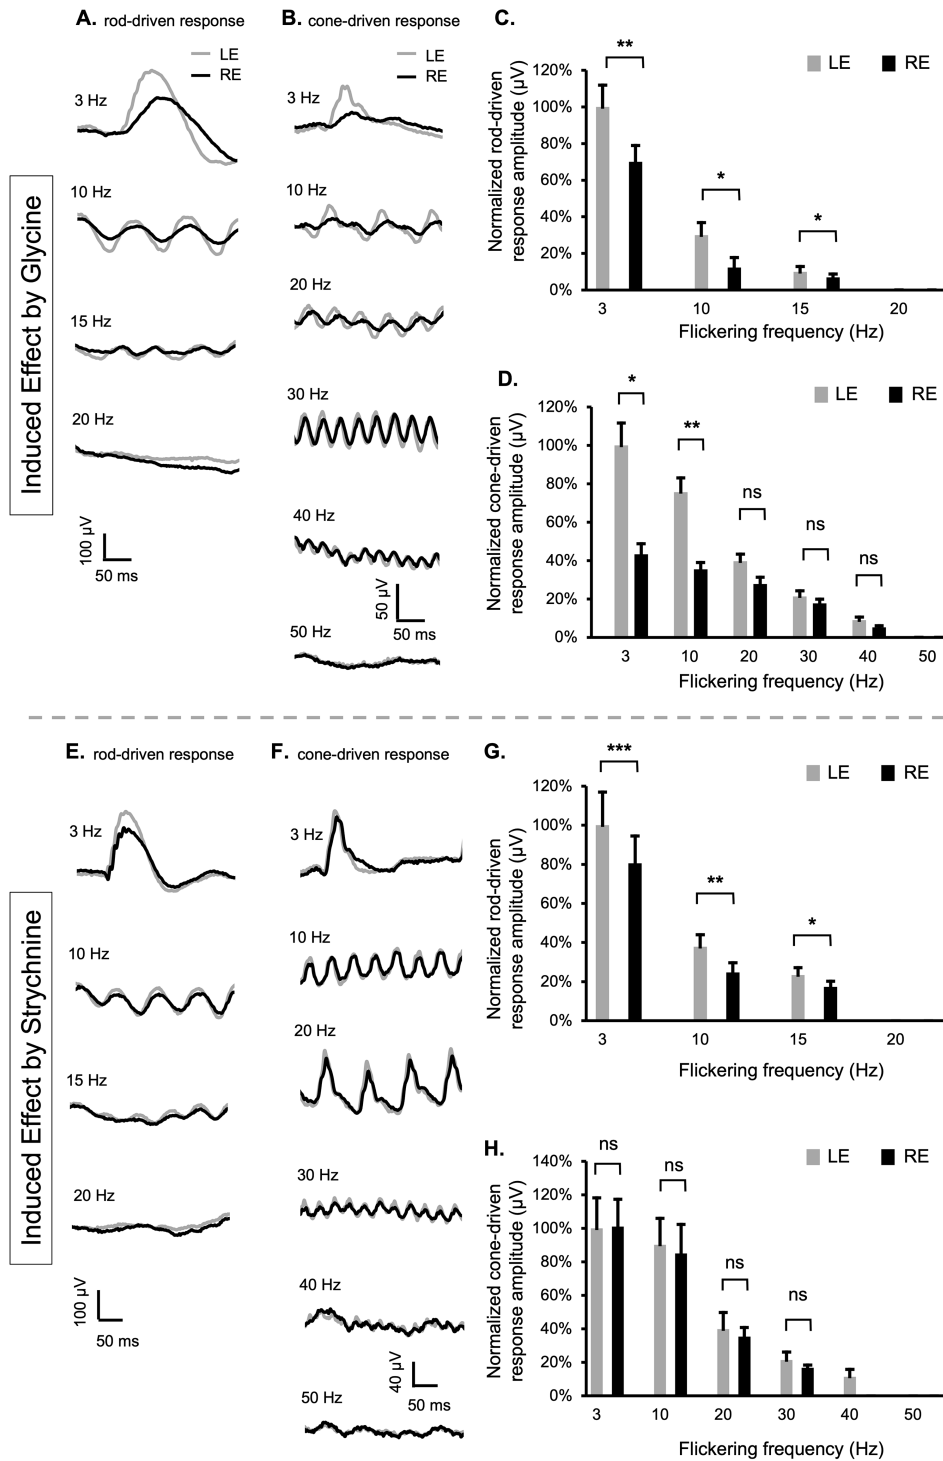 Induced Effect by Glycine
A. rod-driven response
LE
RE
3 Hz
10 Hz
15 Hz
20 Hz
100 µV
50 ms
B. cone-driven response
LE
RE
3 Hz
10 Hz
20 Hz
30 Hz
40 Hz
50 µV
50 ms
50 Hz
C.
LE
RE
Normalized rod-driven
response amplitude (µV)
120%
100%
80%
60%
40%
20%
0%
**
*
*
3 10 15 20
Flickering frequency (Hz)
D.
LE
RE
Normalized cone-driven
response amplitude (µV)
120%
100%
80%
60%
40%
20%
0%
*
**
ns
ns
ns
3 10 20 30 40 50
Flickering frequency (Hz)
Induced Effect by Strychnine
E. rod-driven response
3 Hz
10 Hz
15 Hz
20 Hz
100 µV
50 ms
F. cone-driven response
3 Hz
10 Hz
20 Hz
30 Hz
40 Hz
40 µV
50 ms
50 Hz
G.
LE
RE
Normalized rod-driven
response amplitude (µV)
120%
100%
80%
60%
40%
20%
0%
***
**
*
3 10 15 20
Flickering frequency (Hz)
H.
LE
RE
Normalized cone-driven
response amplitude (µV)
140%
120%
100%
80%
60%
40%
20%
0%
ns
ns
ns
ns
3 10 20 30 40 50
Flickering frequency (Hz)